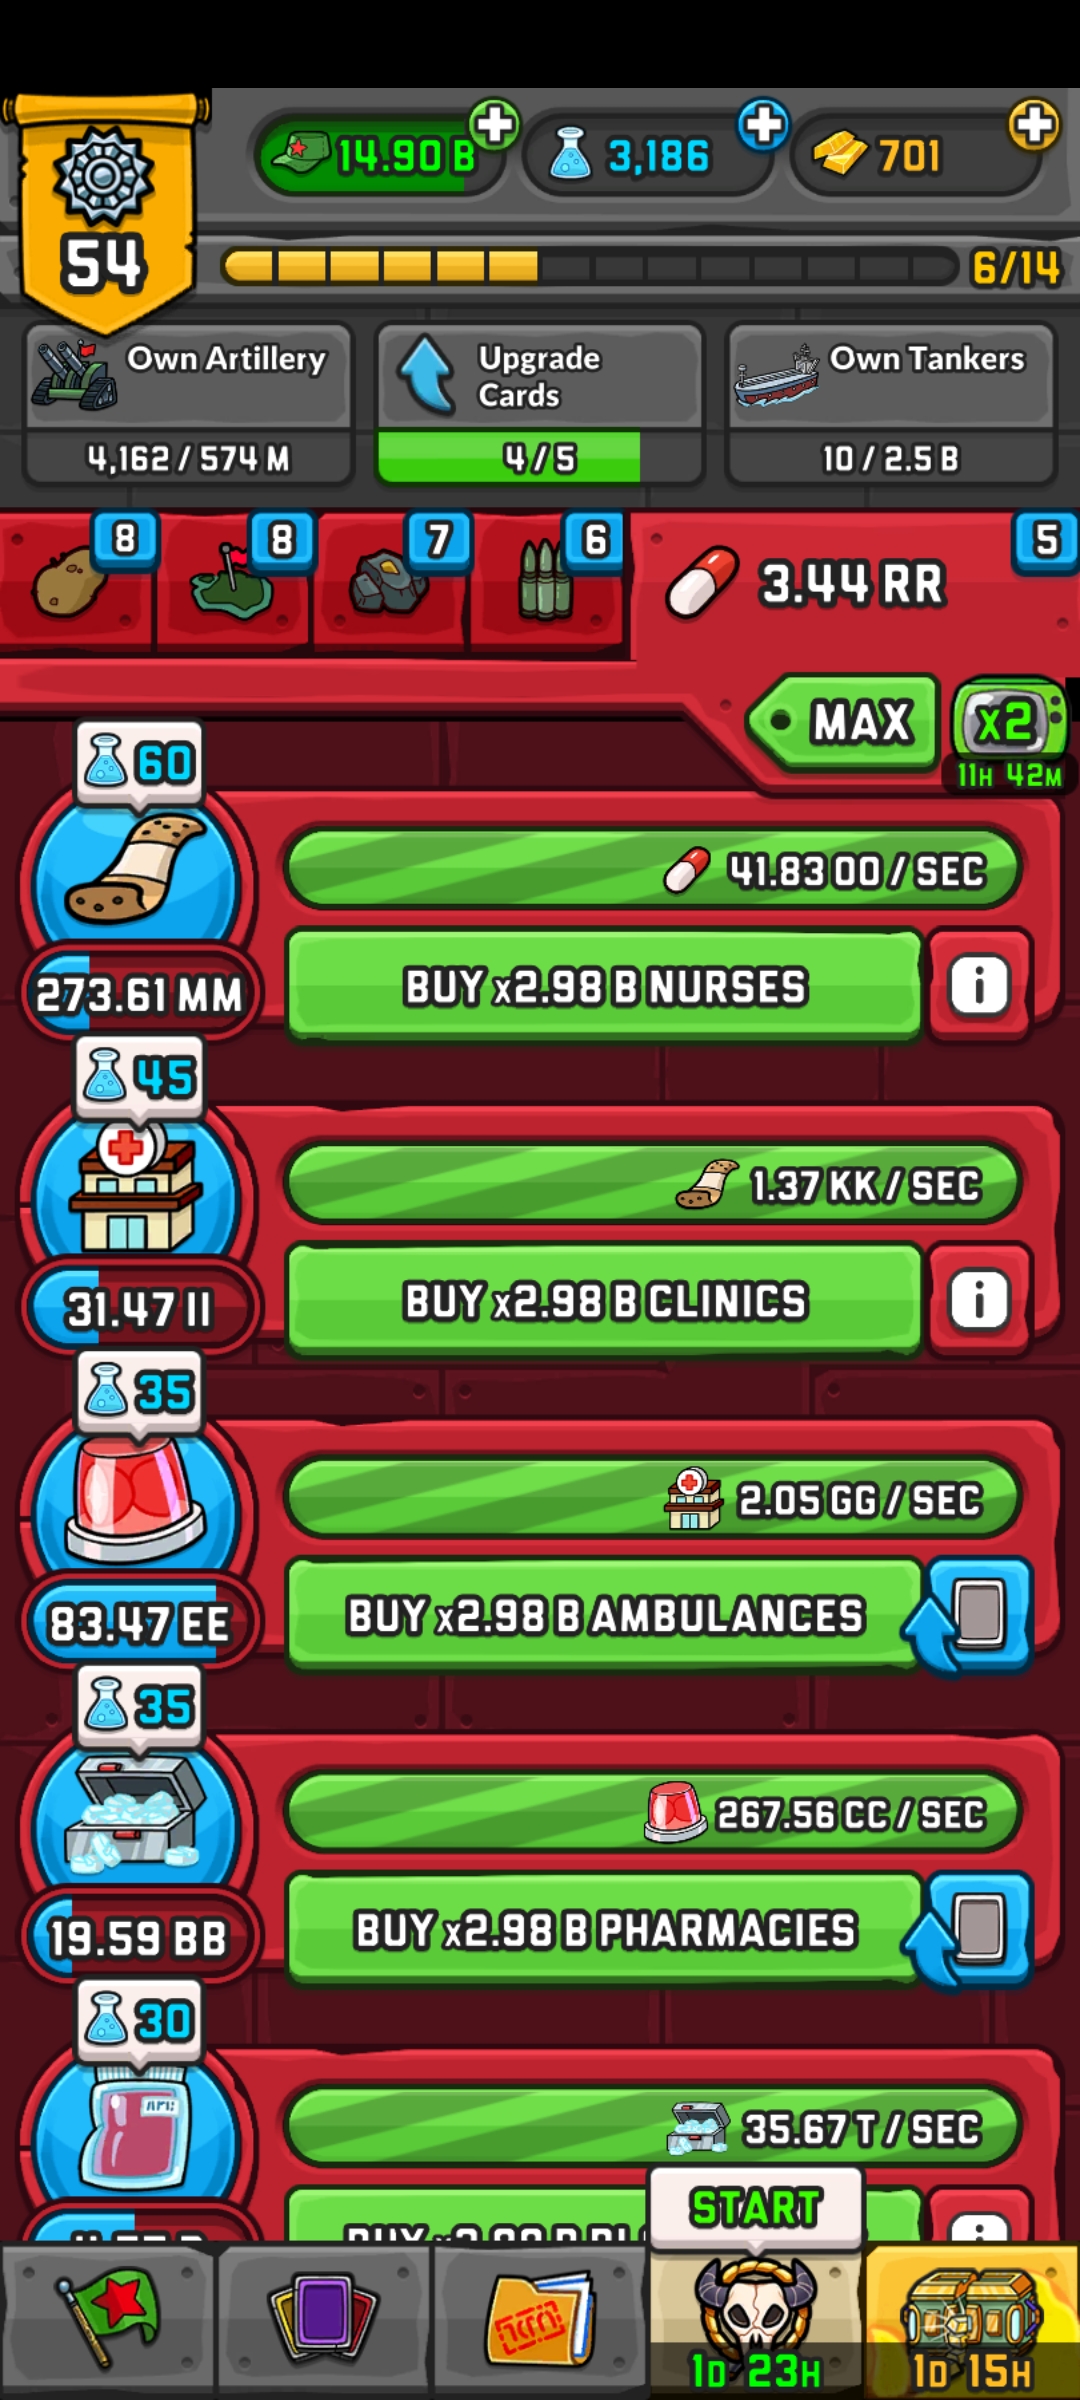 14.90 B
3,186
701
54
6/14
Own Artillery
4,162 / 574 M
Upgrade
Cards
4 / 5
Own Tankers
10 / 2.5 B
8
8
7
6
3.44 RR
5
MAX
x2
11H 42M
60
41.83 OO / SEC
273.61 MM
BUY x2.98 B NURSES
i
45
1.37 KK / SEC
31.47 II
BUY x2.98 B CLINICS
i
35
2.05 GG / SEC
83.47 EE
BUY x2.98 B AMBULANCES
35
267.56 CC / SEC
19.59 BB
BUY x2.98 B PHARMACIES
30
35.67 T / SEC
START
1D 23H
1D 15H